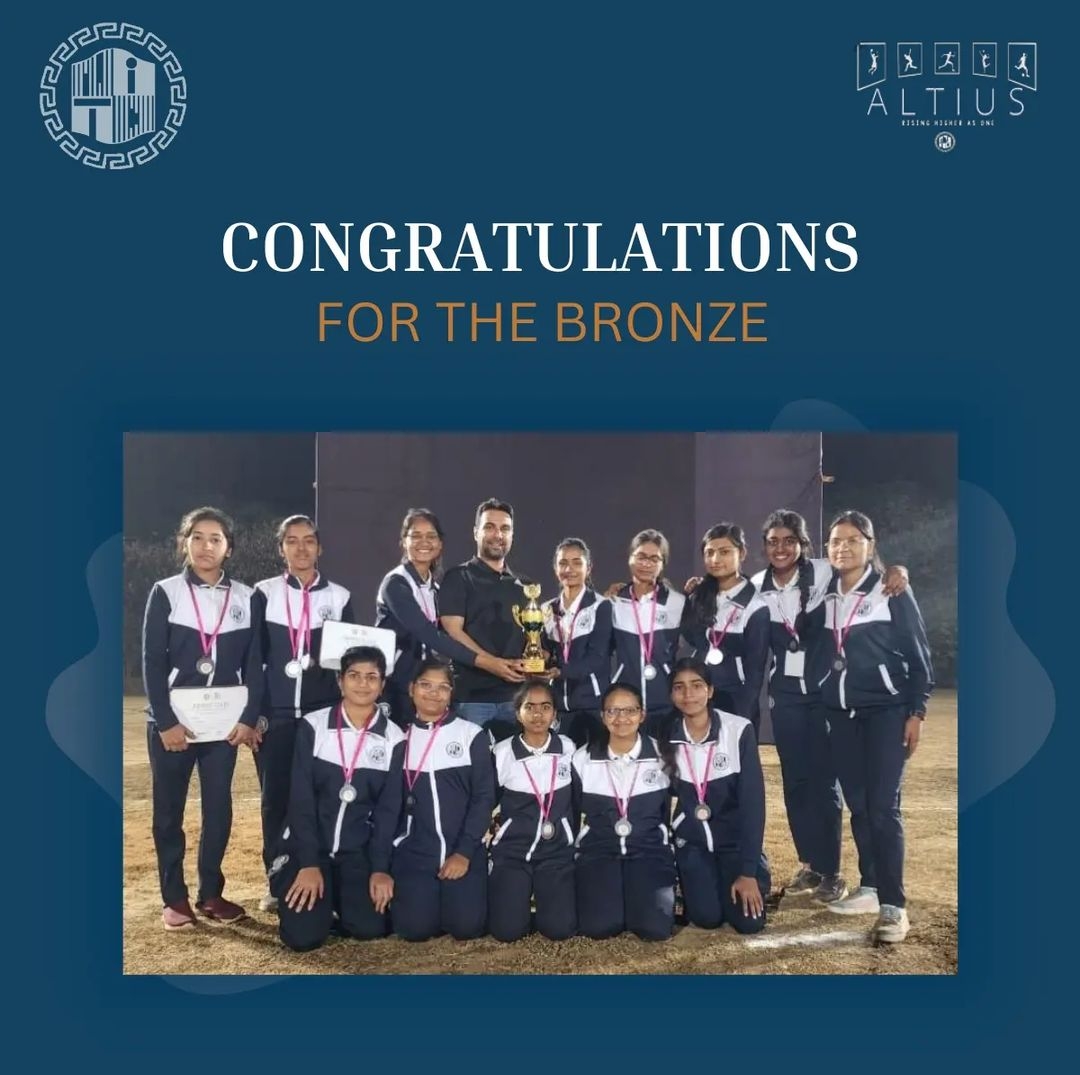 ALTIUS
RISING HIGHER AS ONE
CONGRATULATIONS
FOR THE BRONZE